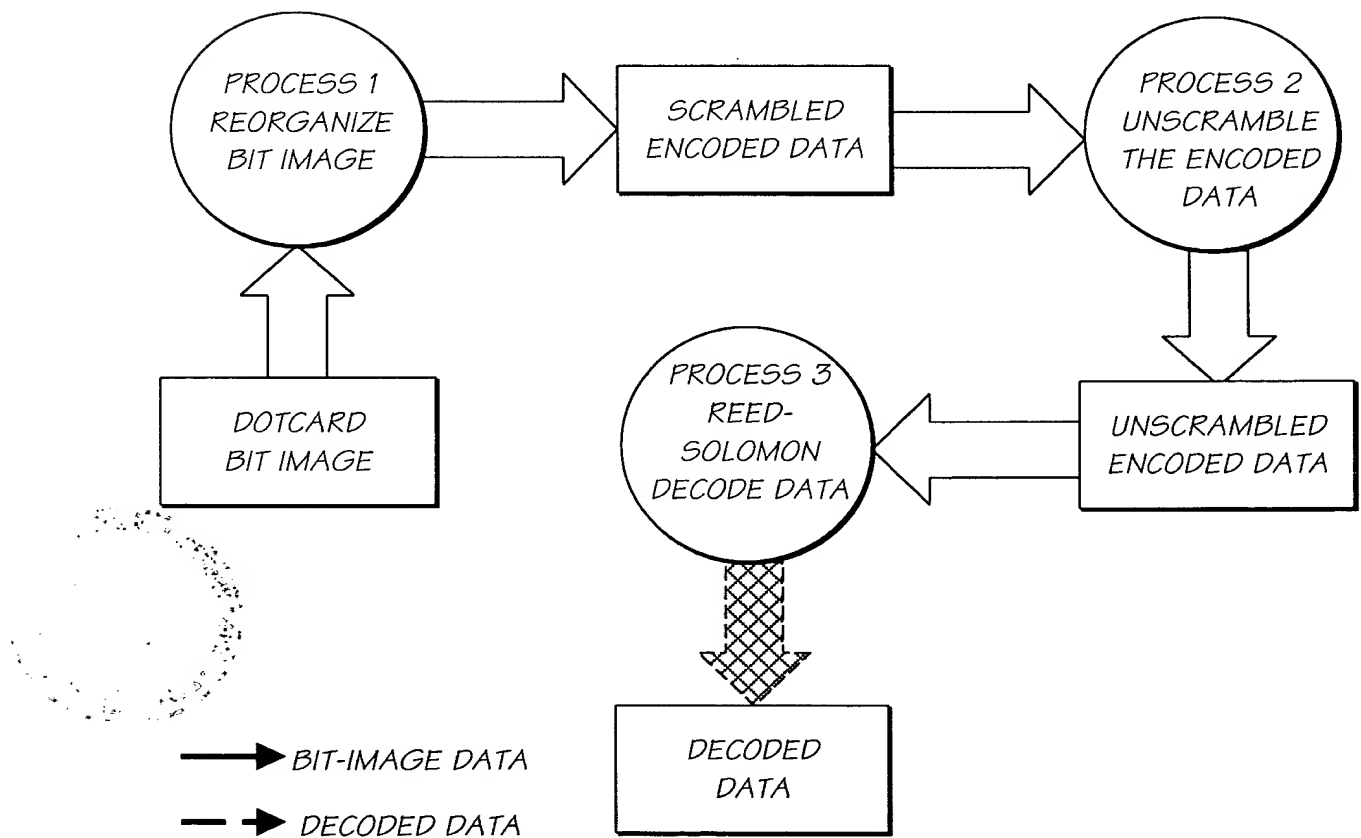 PROCESS 1
REORGANIZE
BIT IMAGE
SCRAMBLED
ENCODED DATA
PROCESS 2
UNSCRAMBLE
THE ENCODED
DATA
DOTCARD
BIT IMAGE
PROCESS 3
REED-
SOLOMON
DECODE DATA
UNSCRAMBLED
ENCODED DATA
DECODED
DATA
BIT-IMAGE DATA
DECODED DATA